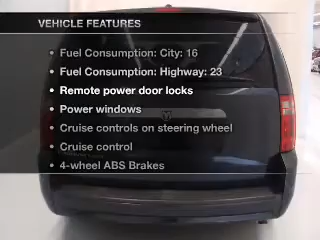 VEHICLE FEATURES
• Fuel Consumption: City: 16
• Fuel Consumption: Highway: 23
• Remote power door locks
• Power windows
• Cruise controls on steering wheel
• Cruise control
• 4-wheel ABS Brakes